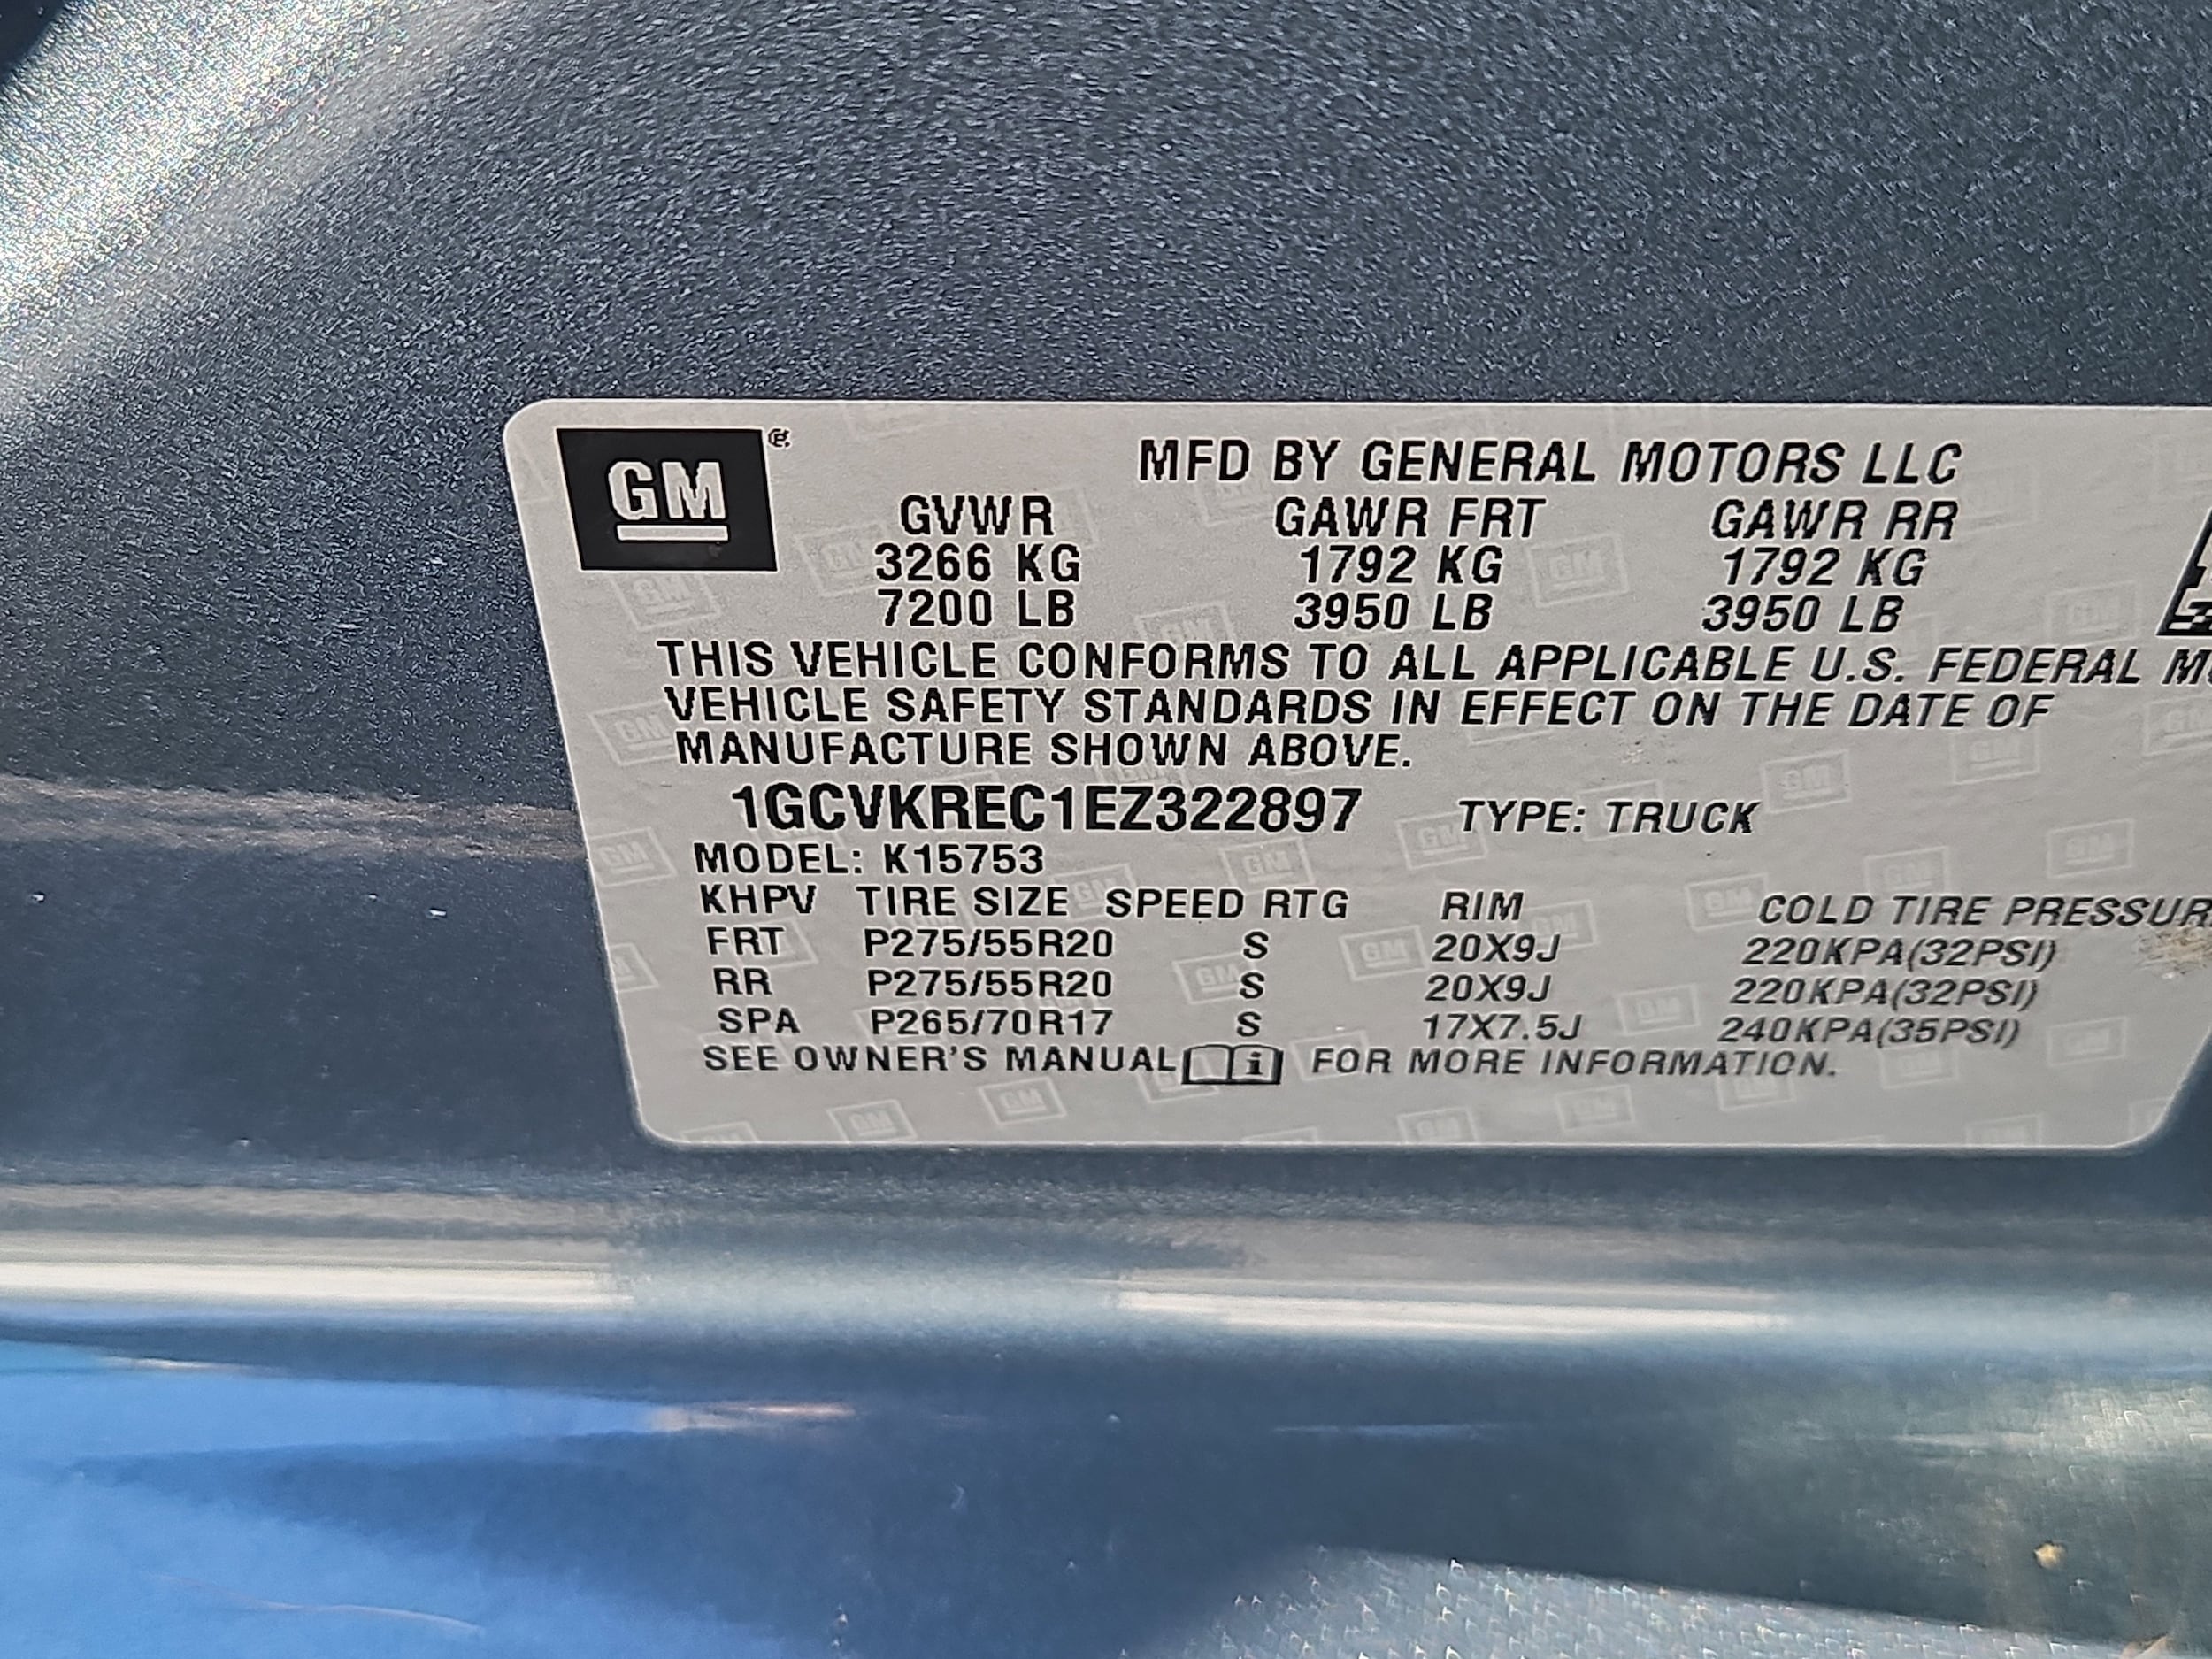 GM ®
MFD BY GENERAL MOTORS LLC
GVWR GAWR FRT GAWR RR
3266 KG 1792 KG 1792 KG
7200 LB 3950 LB 3950 LB
THIS VEHICLE CONFORMS TO ALL APPLICABLE U.S. FEDERAL
VEHICLE SAFETY STANDARDS IN EFFECT ON THE DATE OF
MANUFACTURE SHOWN ABOVE.
1GCVKREC1EZ322897 TYPE: TRUCK
MODEL: K15753
KHPV TIRE SIZE SPEED RTG RIM COLD TIRE PRESSUR
FRT P275/55R20 S 20X9J 220KPA(32PSI)
RR P275/55R20 S 20X9J 220KPA(32PSI)
SPA P265/70R17 S 17X7.5J 240KPA(35PSI)
SEE OWNER'S MANUAL i FOR MORE INFORMATION.